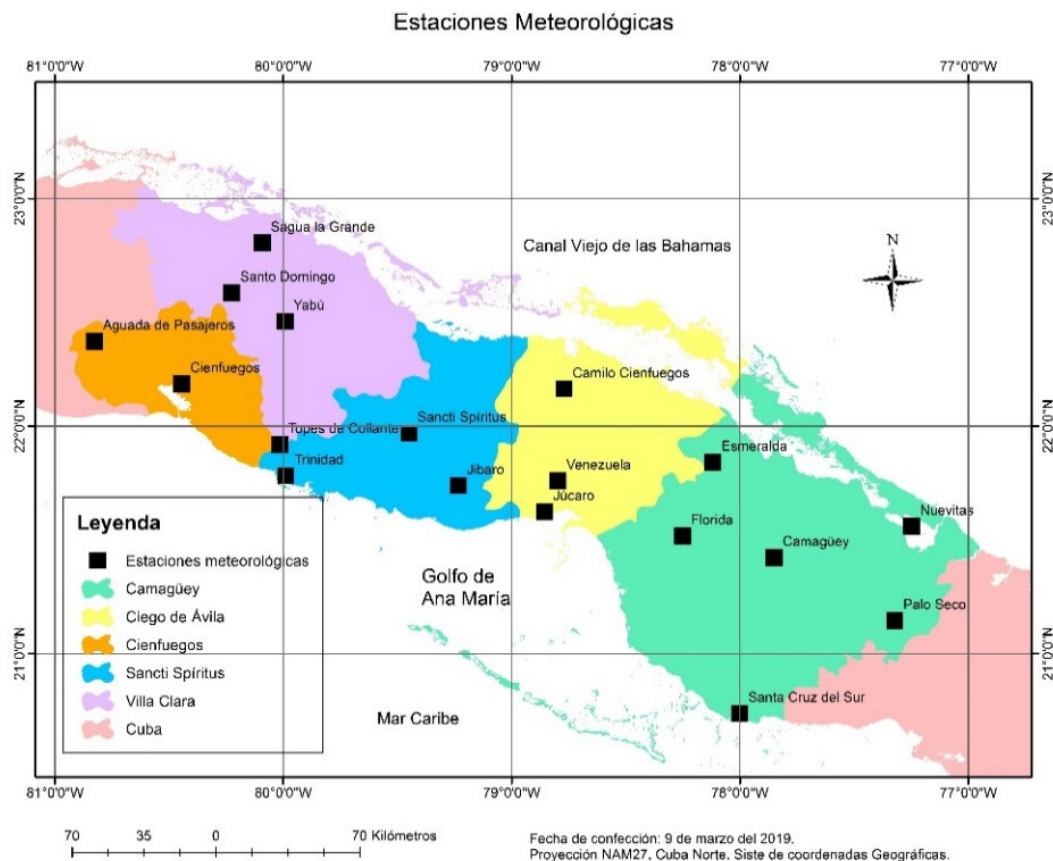 Estaciones Meteorológicas
81°0'0"W 80°0'0"W 79°0'0"W 78°0'0"W 77°0'0"W
23°0'0"N 23°0'0"N
Sagua la Grande
Canal Viejo de las Bahamas
N
Santo Domingo
Yabú
Aguada de Pasajeros
Cienfuegos
Camilo Cienfuegos
22°0'0"N 22°0'0"N
Sancti Spíritus
Topes de Collante
Esmeralda
Trinidad
Jíbaro
Venezuela
Júcaro
Florida
Nuevitas
Camagüey
Leyenda
Estaciones meteorológicas
Camagüey
Ciego de Ávila
Cienfuegos
Sancti Spíritus
Villa Clara
Cuba
Golfo de
Ana María
Palo Seco
21°0'0"N 21°0'0"N
Mar Caribe
Santa Cruz del Sur
81°0'0"W 80°0'0"W 79°0'0"W 78°0'0"W 77°0'0"W
70 35 0 70 Kilómetros
Fecha de confección: 9 de marzo del 2019.
Proyección NAM27, Cuba Norte, Siste de coordenadas Geográficas.